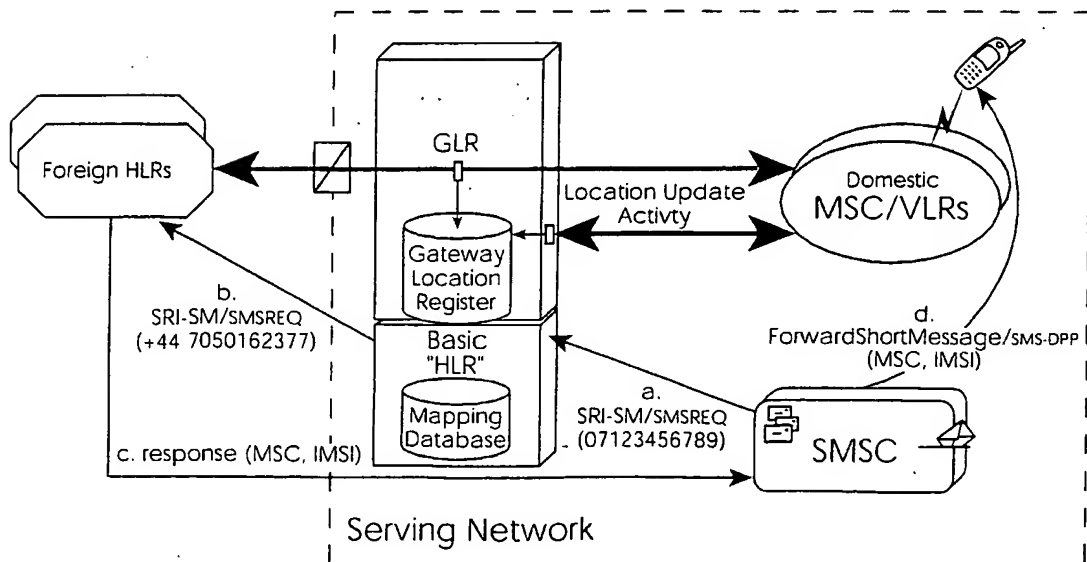 Foreign HLRs
GLR
Gateway
Location
Register
Location Update
Activty
Domestic
MSC/VLRs
b.
SRI-SM/SMSREQ
(+44 7050162377)
Basic
"HLR"
Mapping
Database
a.
SRI-SM/SMSREQ
(07123456789)
d.
ForwardShortMessage/SMS-DPP
(MSC, IMSI)
c. response (MSC, IMSI)
SMSC
Serving Network